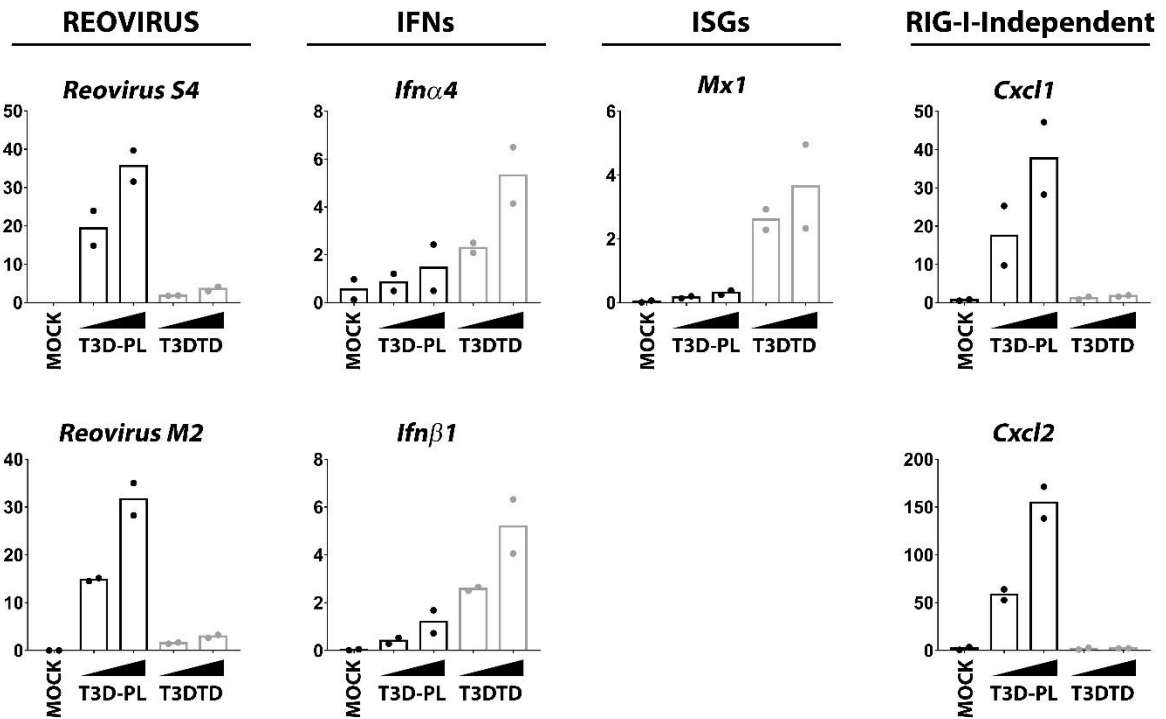 REOVIRUS IFNs ISGs RIG-I-Independent
Reovirus S4 Ifnα4 Mx1 Cxcl1
50 8 6 50
40 6 4 40
30 4 2 30
20 2 0 20
10 0 10
0 0
MOCK T3D-PL T3DTD MOCK T3D-PL T3DTD MOCK T3D-PL T3DTD MOCK T3D-PL T3DTD
Reovirus M2 Ifnβ1 Cxcl2
40 8 200
30 6 150
20 4 100
10 2 50
0 0 0
MOCK T3D-PL T3DTD MOCK T3D-PL T3DTD MOCK T3D-PL T3DTD